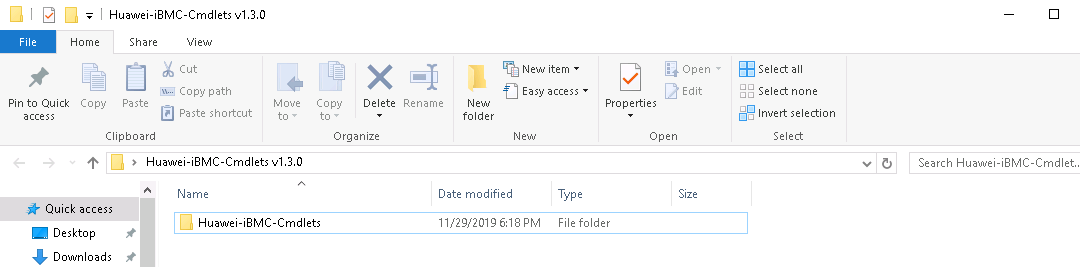 Huawei-iBMC-Cmdlets v1.3.0
File Home Share View
Pin to Quick access
Copy
Paste
Cut
Copy path
Paste shortcut
Clipboard
Move to
Copy to
Delete
Rename
Organize
New folder
New item
Easy access
New
Properties
Open
Edit
Open
Select all
Select none
Invert selection
Select
Huawei-iBMC-Cmdlets v1.3.0
Search Huawei-iBMC-Cmdlet...
Name Date modified Type Size
Quick access
Huawei-iBMC-Cmdlets 11/29/2019 6:18 PM File folder
Desktop
Downloads